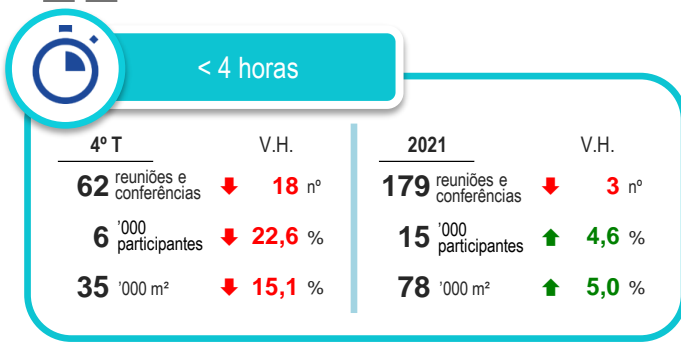 < 4 horas
4º T V.H.
62 reuniões e conferências 18 nº
6 '000 participantes 22,6 %
35 '000 m² 15,1 %
2021 V.H.
179 reuniões e conferências 3 nº
15 '000 participantes 4,6 %
78 '000 m² 5,0 %